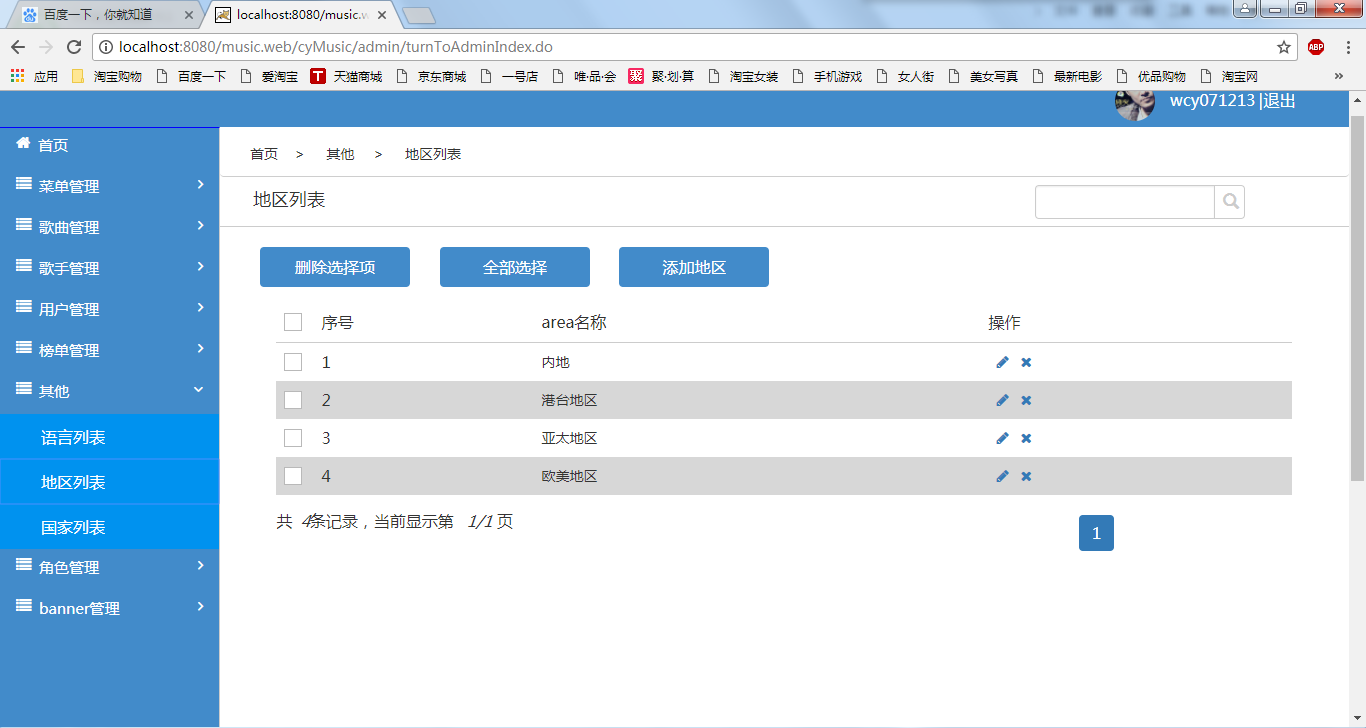 百度一下，你就知道
localhost:8080/music.w
localhost:8080/music.web/cyMusic/admin/turnToAdminIndex.do
ABP
应用 淘宝购物 百度一下 爱淘宝 T 天猫商城 京东商城 一号店 唯·品·会 聚 聚·划·算 淘宝女装 手机游戏 女人街 美女写真 最新电影 优品购物 淘宝网 »
wcy071213 |退出
首页
菜单管理
歌曲管理
歌手管理
用户管理
榜单管理
其他
语言列表
地区列表
国家列表
角色管理
banner管理
首页 > 其他 > 地区列表
地区列表
删除选择项 全部选择 添加地区
序号 area名称 操作
1 内地
2 港台地区
3 亚太地区
4 欧美地区
共 4条记录，当前显示第 1/1 页
1